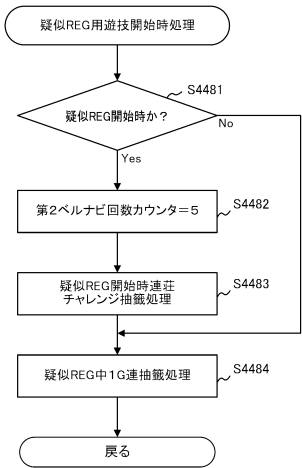 疑似REG用遊技開始時処理
S4481
疑似REG開始時か？
No
Yes
第２ベルナビ回数カウンタ＝５
S4482
疑似REG開始時連荘
チャレンジ抽籤処理
S4483
疑似REG中１G連抽籤処理
S4484
戻る